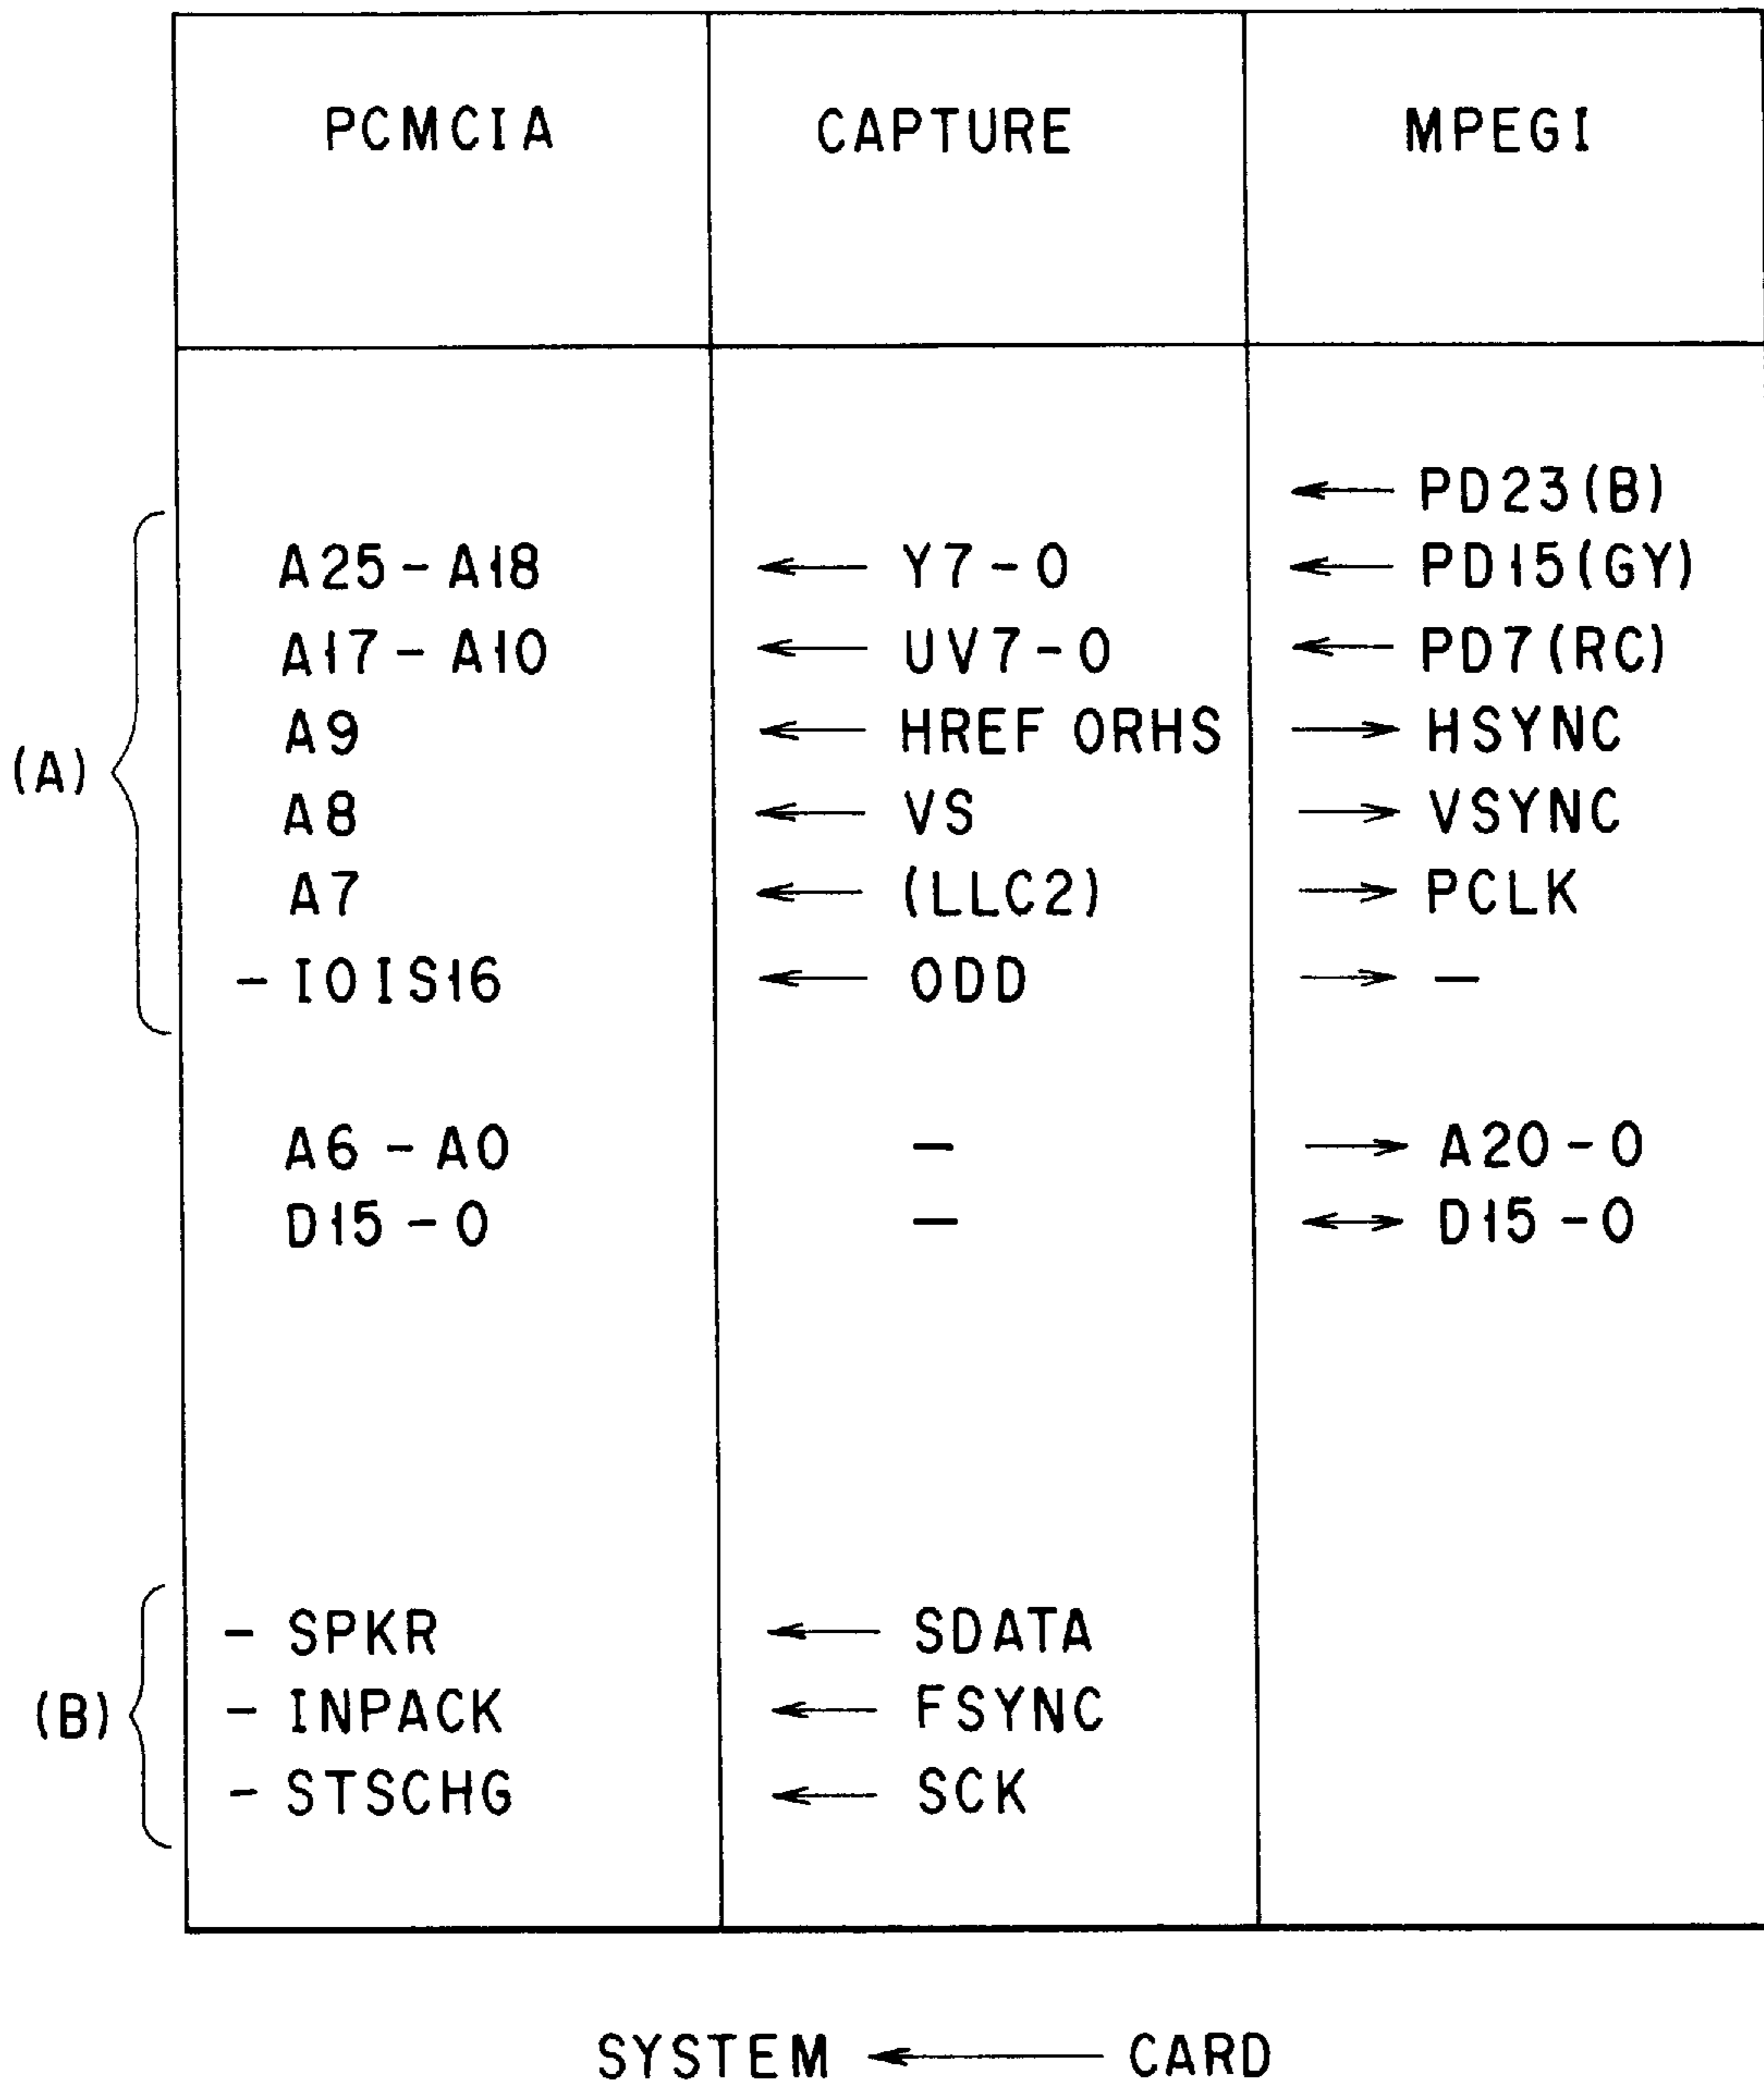 PCMCIA CAPTURE MPEGI
← PD23(B)
A25-A18 ← Y7-0 ← PD15(GY)
A17-A10 ← UV7-0 ← PD7(RC)
A9 ← HREF ORHS → HSYNC
(A)
A8 ← VS → VSYNC
A7 ← (LLC2) → PCLK
-IOIS16 ← ODD → -
A6-A0 - → A20-0
D15-0 - ↔ D15-0
- SPKR ← SDATA
(B) - INPACK ← FSYNC
- STSCHG ← SCK
SYSTEM ← CARD